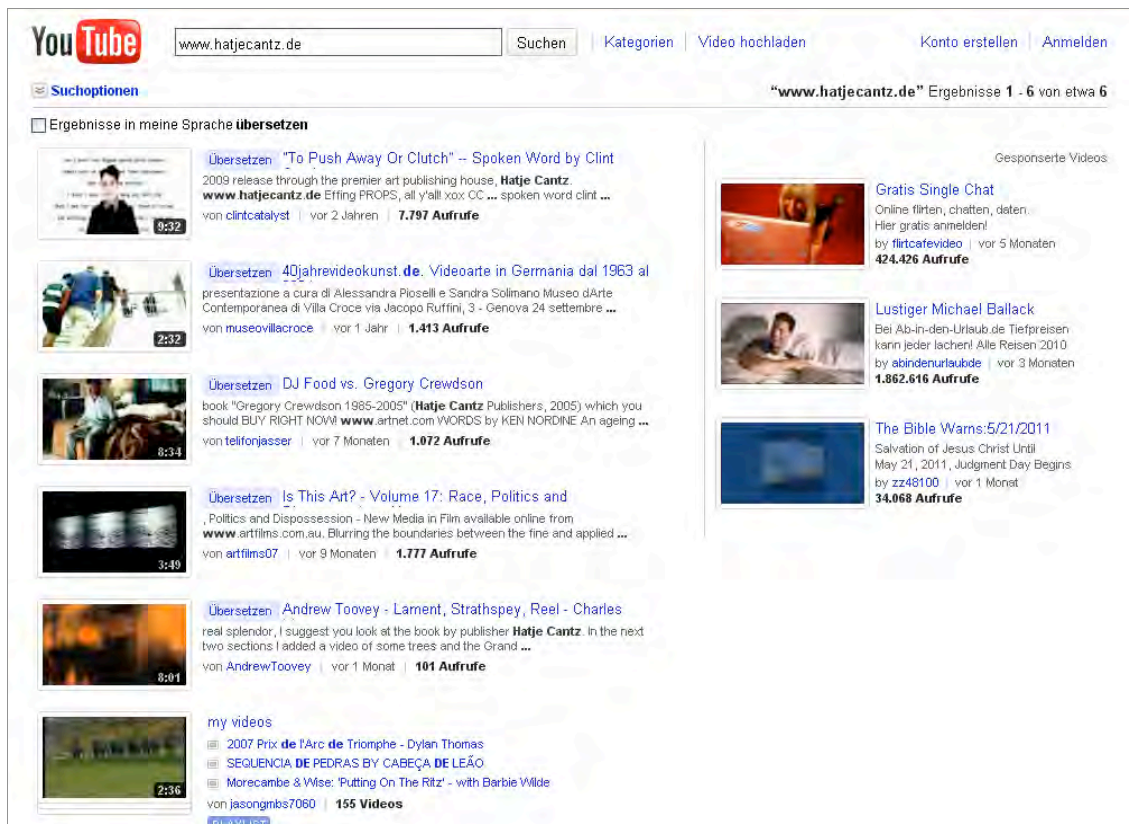 You Tube
www.hatjecantz.de
Suchen
Kategorien
Video hochladen
Konto erstellen
Anmelden
Suchoptionen
“www.hatjecantz.de” Ergebnisse 1 - 6 von etwa 6
Ergebnisse in meine Sprache übersetzen
9:32
Übersetzen "To Push Away Or Clutch" -- Spoken Word by Clint
2009 release through the premier art publishing house, Hatje Cantz.
www.hatjecantz.de Effing PROPS, all y'all! xox CC ... spoken word clint ...
von clintcatalyst | vor 2 Jahren | 7.797 Aufrufe
2:32
Übersetzen 40jahrevideokunst.de. Videoarte in Germania dal 1963 al
presentazione a cura di Alessandra Pioselli e Sandra Solimano Museo dArte
Contemporanea di Villa Croce via Jacopo Ruffini, 3 - Genova 24 settembre ...
von museovillacroce | vor 1 Jahr | 1.413 Aufrufe
8:34
Übersetzen DJ Food vs. Gregory Crewdson
book "Gregory Crewdson 1985-2005" (Hatje Cantz Publishers, 2005) which you
should BUY RIGHT NOW! www.artnet.com WORDS by KEN NORDINE An ageing ...
von telifonjasser | vor 7 Monaten | 1.072 Aufrufe
3:49
Übersetzen Is This Art? - Volume 17: Race, Politics and
, Politics and Dispossession - New Media in Film available online from
www.artfilms.com.au. Blurring the boundaries between the fine and applied ...
von artfilms07 | vor 9 Monaten | 1.777 Aufrufe
8:01
Übersetzen Andrew Toovey - Lament, Strathspey, Reel - Charles
real splendor, I suggest you look at the book by publisher Hatje Cantz. In the next
two sections I added a video of some trees and the Grand ...
von AndrewToovey | vor 1 Monat | 101 Aufrufe
2:36
my videos
2007 Prix de l'Arc de Triomphe - Dylan Thomas
SEQUENCIA DE PEDRAS BY CABEÇA DE LEÃO
Morecambe & Wise: 'Putting On The Ritz' - with Barbie Wilde
von jasongmbs7060 | 155 Videos
PLAYLIST
Gesponserte Videos
Gratis Single Chat
Online flirten, chatten, daten.
Hier gratis anmelden!
by flirtcafevideo | vor 5 Monaten
424.426 Aufrufe
Lustiger Michael Ballack
Bei Ab-in-den-Urlaub.de Tiefpreisen
kann jeder lachen! Alle Reisen 2010
by abindenurlaubde | vor 3 Monaten
1.862.616 Aufrufe
The Bible Warns:5/21/2011
Salvation of Jesus Christ Until
May 21, 2011, Judgment Day Begins
by zz48100 | vor 1 Monat
34.068 Aufrufe